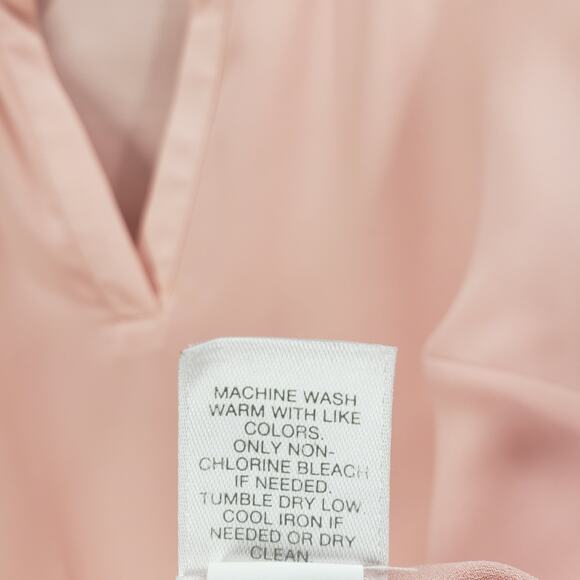 MACHINE WASH
WARM WITH LIKE
COLORS.
ONLY NON-
CHLORINE BLEACH
IF NEEDED.
TUMBLE DRY LOW.
COOL IRON IF
NEEDED OR DRY
CLEAN.